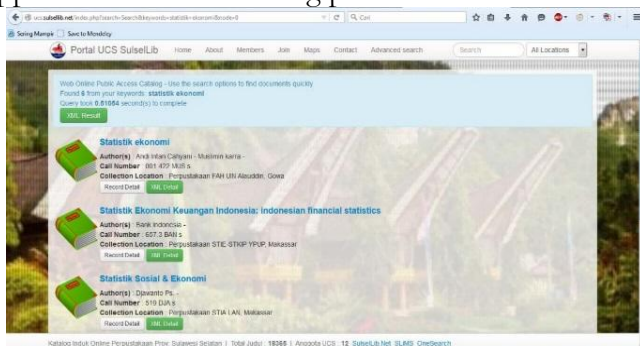 ucs.sulsellib.net/index.php?search=Search&keywords=statistik+ekonomi&node=0
Cari
Saring Mampir Save to Mendeley
Portal UCS SulselLib Home About Members Join Maps Contact Advanced search Search All Locations
Web Online Public Access Catalog - Use the search options to find documents quickly
Found 6 from your keywords: statistik ekonomi
Query took 0.51084 second(s) to complete
XML Result
Statistik ekonomi
Author(s) : Andi Intan Cahyani - Muslimin karra -
Call Number : 001.422 MUS s
Collection Location : Perpustakaan FAH UIN Alauddin, Gowa
Record Detail XML Detail
Statistik Ekonomi Keuangan Indonesia: indonesian financial statistics
Author(s) : Bank Indonesia -
Call Number : 657.3 BAN s
Collection Location : Perpustakaan STIE-STKIP YPUP, Makassar
Record Detail XML Detail
Statistik Sosial & Ekonomi
Author(s) : Djawanto Ps. -
Call Number : 519 DJA s
Collection Location : Perpustakaan STIA LAN, Makassar
Record Detail XML Detail
Katalog Induk Online Perpustakaan Prov. Sulawesi Selatan | Total Judul : 19365 | Anggota UCS : 12 SulselLib.Net SLiMS OneSearch